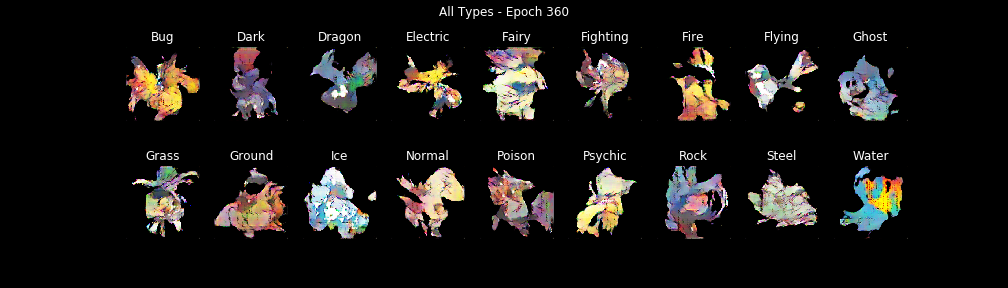 All Types - Epoch 360
Bug Dark Dragon Electric Fairy Fighting Fire Flying Ghost
Grass Ground Ice Normal Poison Psychic Rock Steel Water